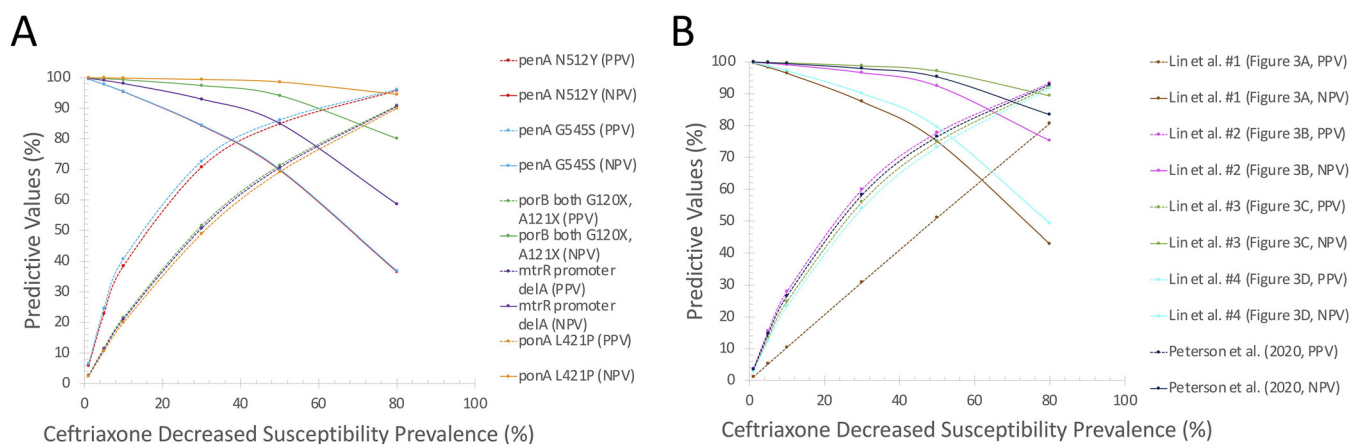 A
Predictive Values (%)
100
90
80
70
60
50
40
30
20
10
0
0
20
40
60
80
100
Ceftriaxone Decreased Susceptibility Prevalence (%)
penA N512Y (PPV)
penA N512Y (NPV)
penA G545S (PPV)
penA G545S (NPV)
porB both G120X,
A121X (PPV)
porB both G120X,
A121X (NPV)
mtrR promoter
delA (PPV)
mtrR promoter
delA (NPV)
ponA L421P (PPV)
ponA L421P (NPV)
B
Predictive Values (%)
100
90
80
70
60
50
40
30
20
10
0
0
20
40
60
80
100
Ceftriaxone Decreased Susceptibility Prevalence (%)
Lin et al. #1 (Figure 3A, PPV)
Lin et al. #1 (Figure 3A, NPV)
Lin et al. #2 (Figure 3B, PPV)
Lin et al. #2 (Figure 3B, NPV)
Lin et al. #3 (Figure 3C, PPV)
Lin et al. #3 (Figure 3C, NPV)
Lin et al. #4 (Figure 3D, PPV)
Lin et al. #4 (Figure 3D, NPV)
Peterson et al. (2020, PPV)
Peterson et al. (2020, NPV)